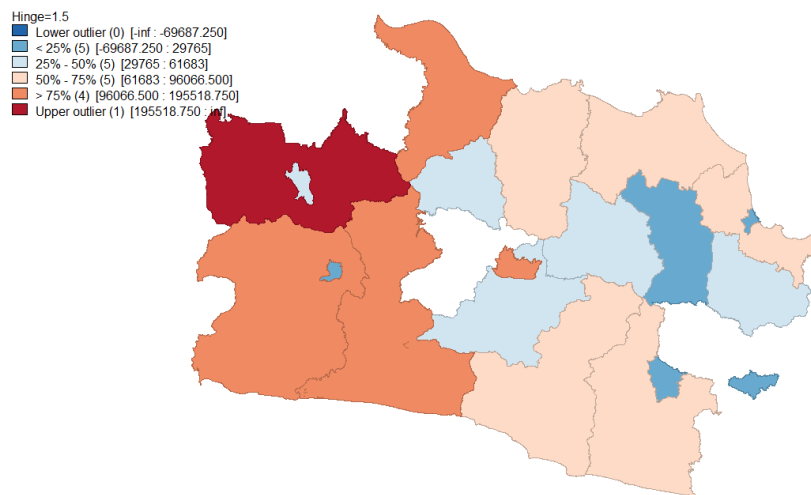 Hinge=1.5
Lower outlier (0) [-inf : -69687.250]
< 25% (5) [-69687.250 : 29765]
25% - 50% (5) [29765 : 61683]
50% - 75% (5) [61683 : 96066.500]
> 75% (4) [96066.500 : 195518.750]
Upper outlier (1) [195518.750 : inf]